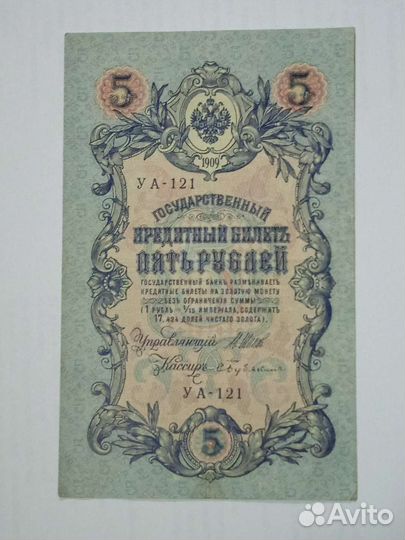 5 5
1909
УА-121
ГОСУДАРСТВЕННЫЙ
КРЕДИТНЫЙ БИЛЕТЪ
ПЯТЬ РУБЛЕЙ
ГОСУДАРСТВЕННЫЙ БАНКЪ РАЗМѢНИВАЕТЪ
КРЕДИТНЫЕ БИЛЕТЫ НА ЗОЛОТУЮ МОНЕТУ
БЕЗЪ ОГРАНИЧЕНІЯ СУММЫ
(1 РУБЛЬ = 1/15 ИМПЕРІАЛА, СОДЕРЖИТЪ
17,424 ДОЛЕЙ ЧИСТАГО ЗОЛОТА).
Управляющій
Кассиръ
УА-121
5
Avito